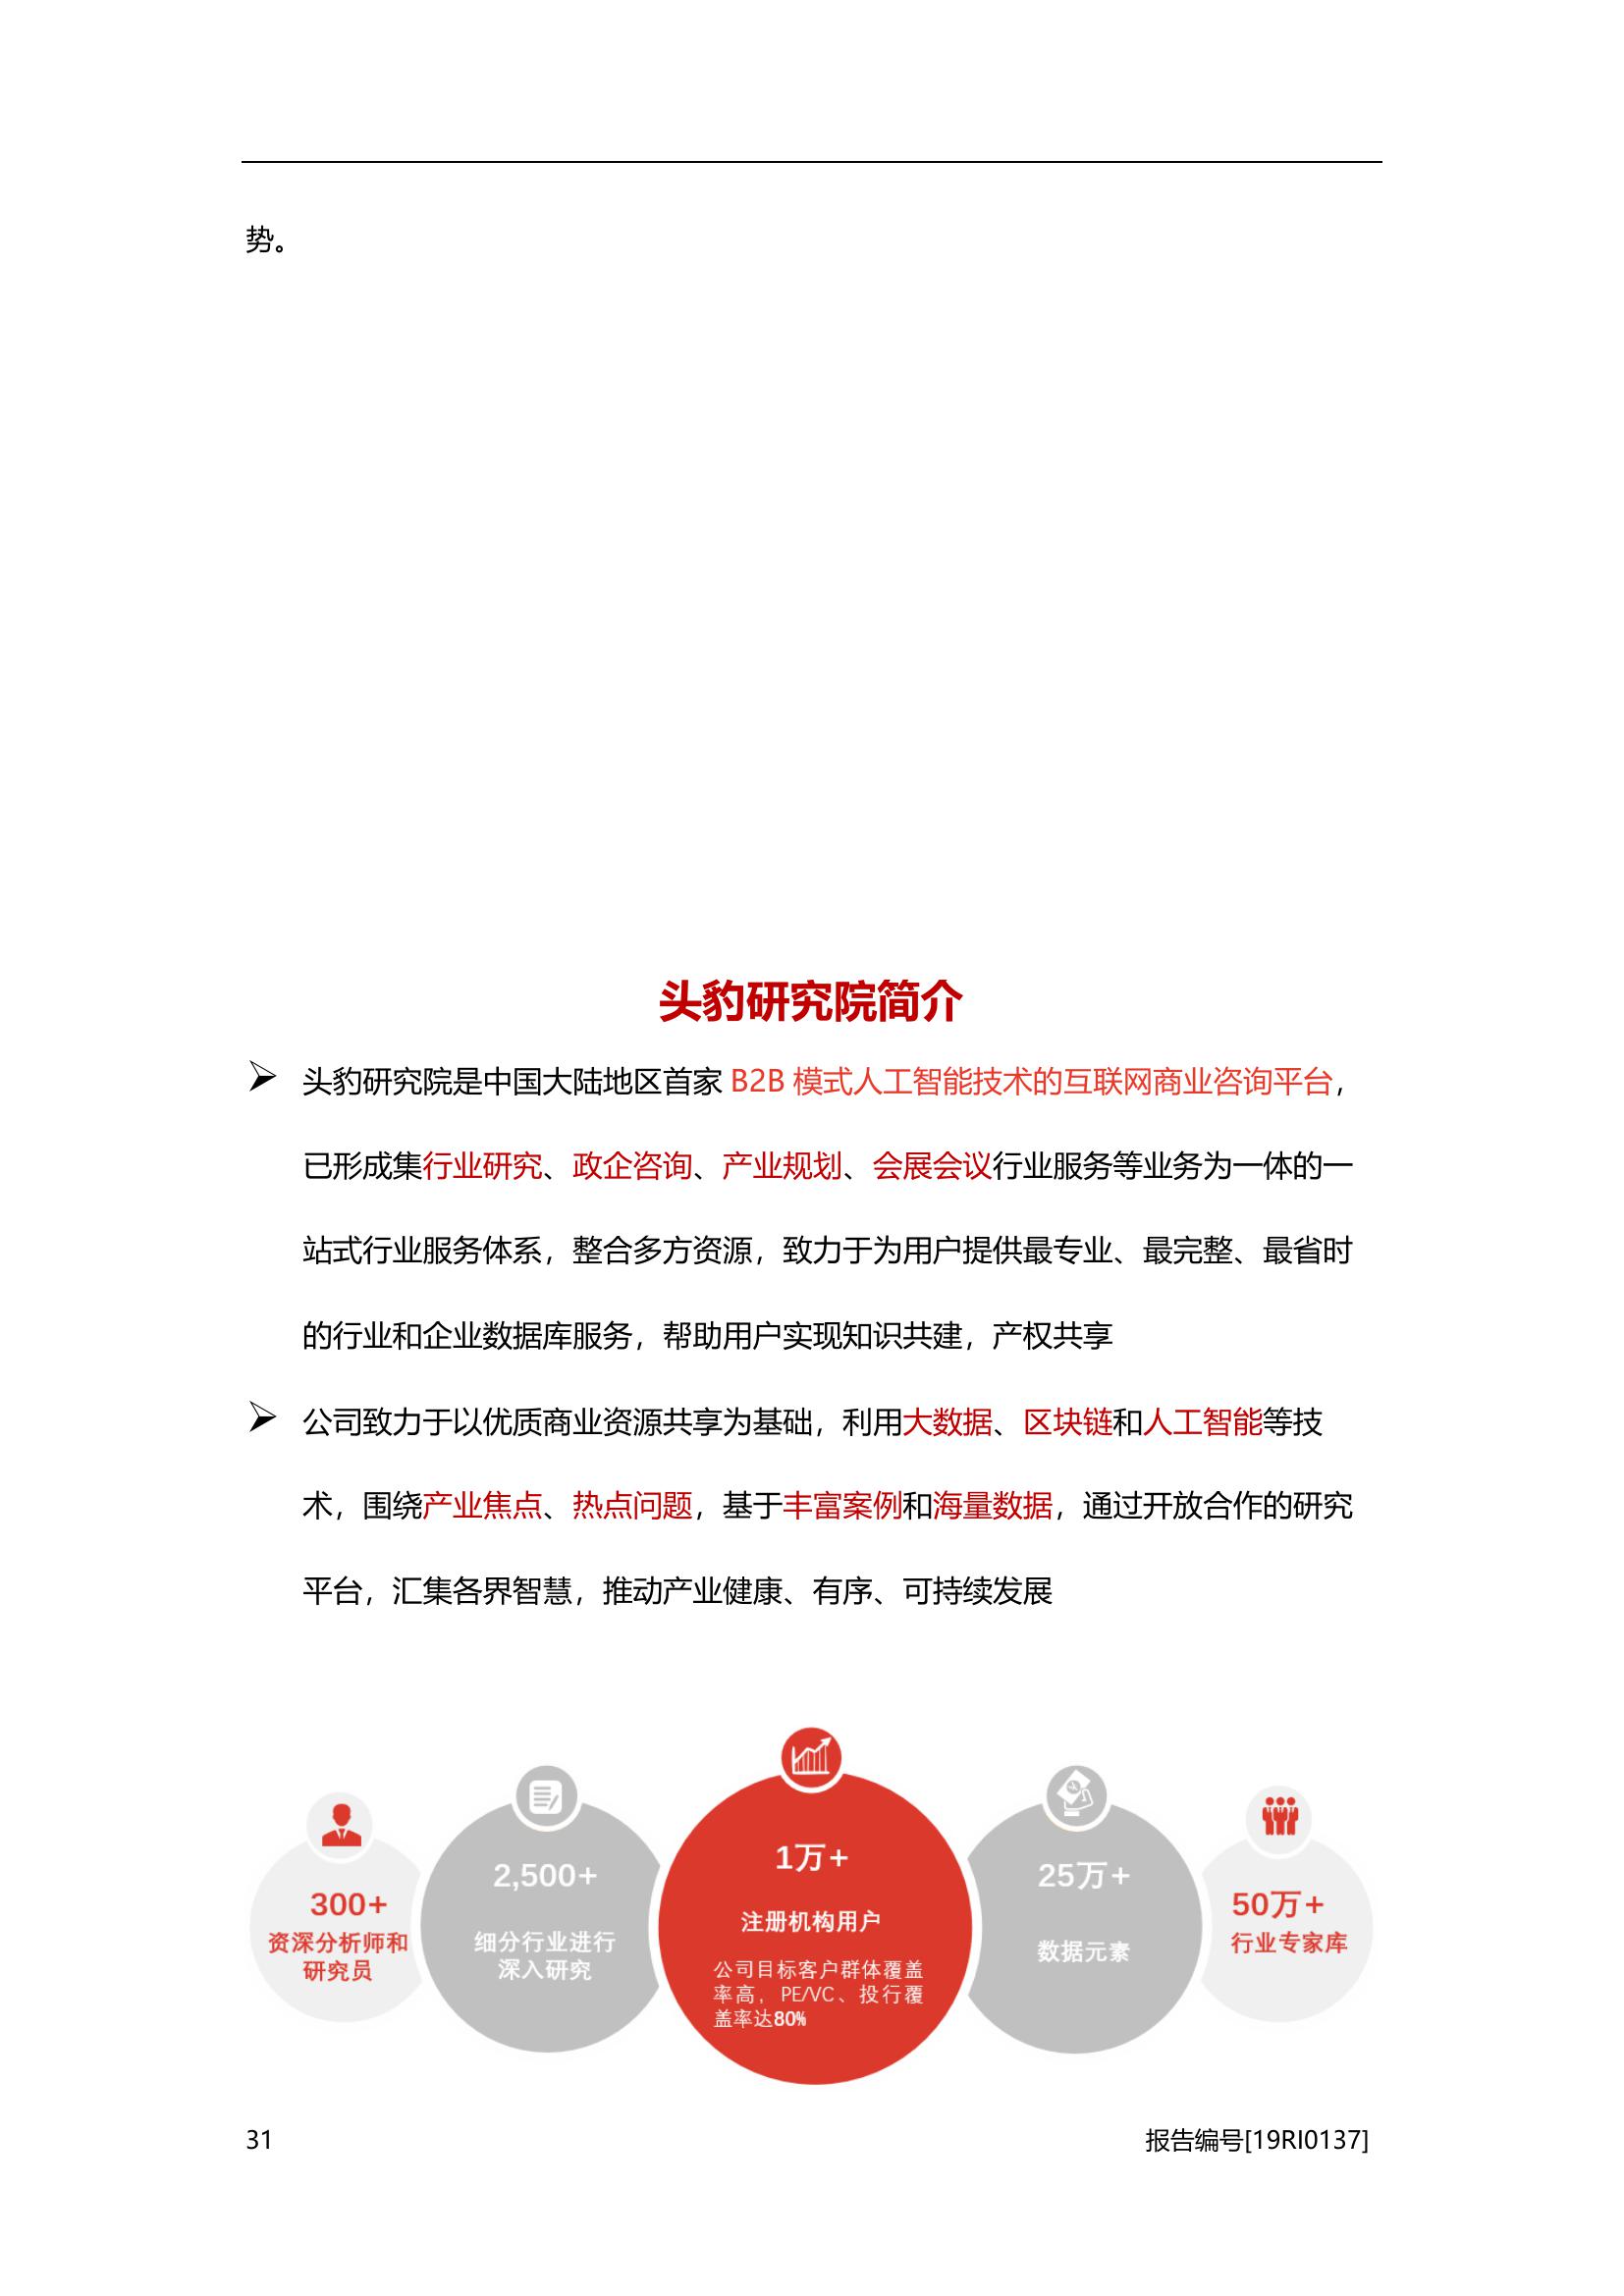 势。
头豹研究院简介
➢ 头豹研究院是中国大陆地区首家 B2B 模式人工智能技术的互联网商业咨询平台，
已形成集行业研究、政企咨询、产业规划、会展会议行业服务等业务为一体的一
站式行业服务体系，整合多方资源，致力于为用户提供最专业、最完整、最省时
的行业和企业数据库服务，帮助用户实现知识共建，产权共享
➢ 公司致力于以优质商业资源共享为基础，利用大数据、区块链和人工智能等技
术，围绕产业焦点、热点问题，基于丰富案例和海量数据，通过开放合作的研究
平台，汇集各界智慧，推动产业健康、有序、可持续发展
300+
资深分析师和
研究员
2,500+
细分行业进行
深入研究
1万+
注册机构用户
公司目标客户群体覆盖
率高，PE/VC、投行覆
盖率达80%
25万+
数据元素
50万+
行业专家库
31
报告编号[19RI0137]